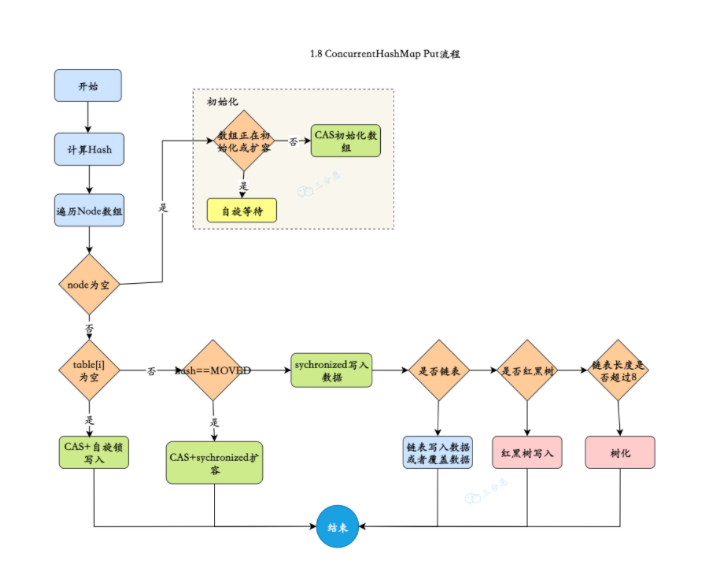 1.8 ConcurrentHashMap Put流程
开始
初始化
数组正在初
始化或扩容
否
CAS初始化数
组
计算Hash
是
三分恶
自旋等待
遍历Node数组
是
node为空
否
table[i]
为空
否
hash==MOVED
sychronized写入
数据
是否链表
是否红黑树
链表长度是
否超过8
是
是
CAS+自旋锁
写入
CAS+sychronized扩
容
链表写入数据
或者覆盖数据
红黑树写入
树化
三分恶
结束